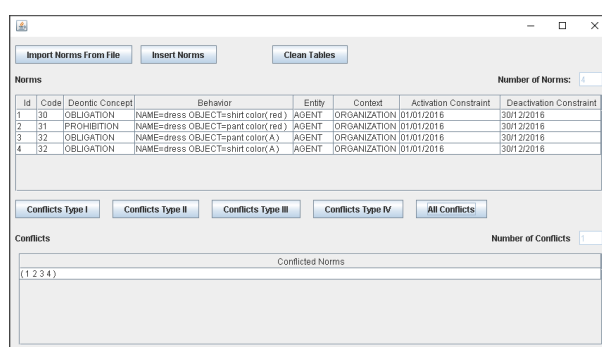 Import Norms From File Insert Norms Clean Tables
Norms Number of Norms: 4
Id Code Deontic Concept Behavior Entity Context Activation Constraint Deactivation Constraint
1 30 OBLIGATION NAME=dress OBJECT=shirt color( red ) AGENT ORGANIZATION 01/01/2016 30/12/2016
2 31 PROHIBITION NAME=dress OBJECT=pant color( red ) AGENT ORGANIZATION 01/01/2016 30/12/2016
3 32 OBLIGATION NAME=dress OBJECT=pant color( A ) AGENT ORGANIZATION 01/01/2016 30/12/2016
4 32 OBLIGATION NAME=dress OBJECT=shirt color( A ) AGENT ORGANIZATION 01/01/2016 30/12/2016
Conflicts Type I Conflicts Type II Conflicts Type III Conflicts Type IV All Conflicts
Conflicts Number of Conflicts 1
Conflicted Norms
( 1 2 3 4 )